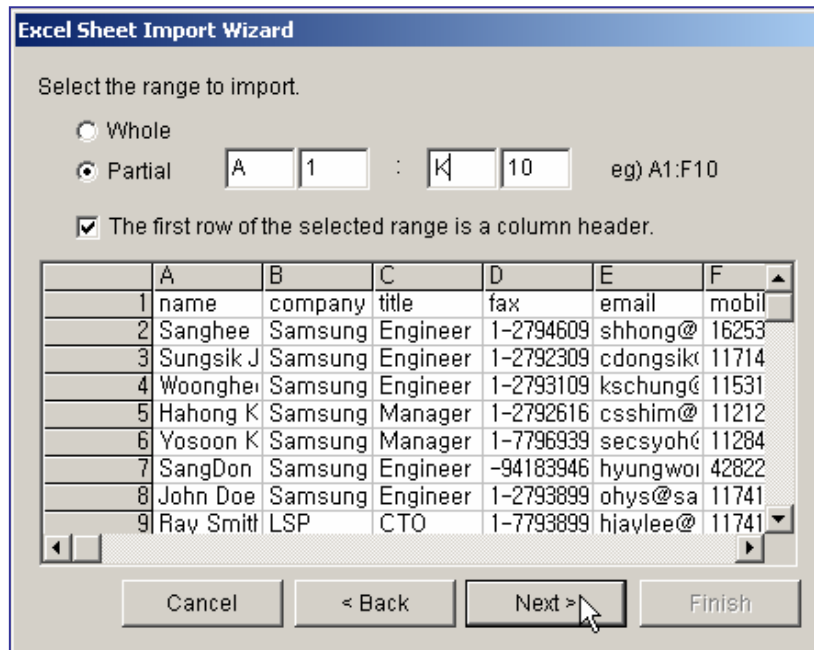 Excel Sheet Import Wizard
Select the range to import.
Whole
Partial A 1 : K 10 eg) A1:F10
The first row of the selected range is a column header.
A B C D E F
1 name company title fax email mobil
2 Sanghee Samsung Engineer 1-2794609 shhong@ 16253
3 Sungsik J Samsung Engineer 1-2792309 cdongsik 11714
4 Woonghe Samsung Engineer 1-2793109 kschung@ 11531
5 Hahong K Samsung Manager 1-2792616 csshim@ 11212
6 Yosoon K Samsung Manager 1-7796939 secsyoh@ 11284
7 SangDon Samsung Engineer -94183946 hyungwo 42822
8 John Doe Samsung Engineer 1-2793899 ohys@sa 11741
9 Ray Smith LSP CTO 1-7793899 hjaylee@ 11741
Cancel < Back Next > Finish